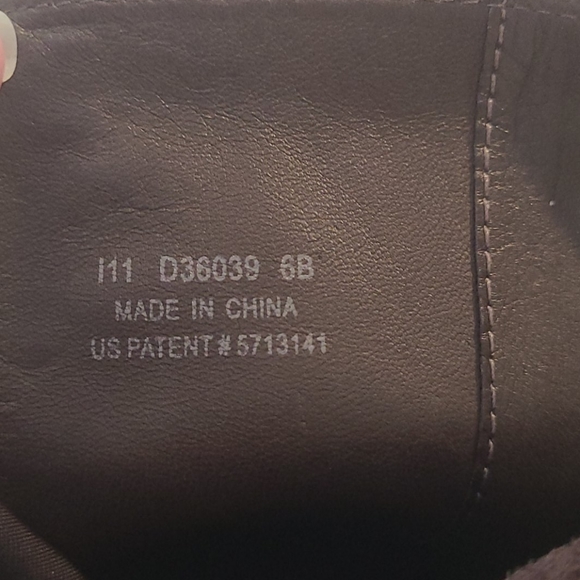 I11 D36039 6B
MADE IN CHINA
US PATENT # 5713141